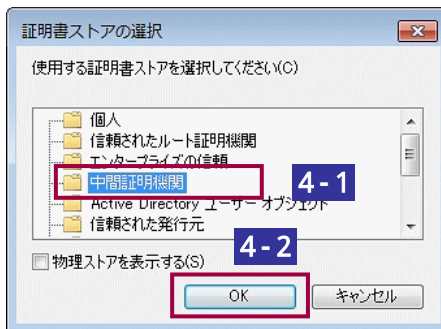 証明書ストアの選択
使用する証明書ストアを選択してください(C)
個人
信頼されたルート証明機関
エンタープライズの信頼
中間証明機関
4-1
Active Directory ユーザー オブジェクト
信頼された発行元
4-2
物理ストアを表示する(S)
OK
キャンセル